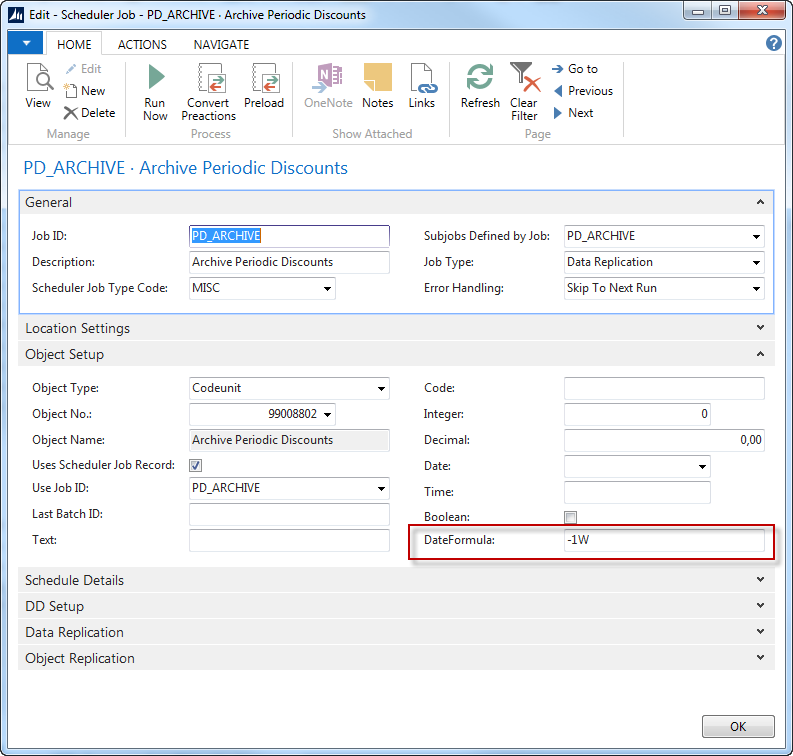 Edit - Scheduler Job - PD_ARCHIVE · Archive Periodic Discounts
HOME ACTIONS NAVIGATE
View
Edit
New
Delete
Manage
Run Now
Convert Preactions
Preload
Process
OneNote
Notes
Links
Show Attached
Refresh
Clear Filter
Go to
Previous
Next
Page
PD_ARCHIVE · Archive Periodic Discounts
General
Job ID: PD_ARCHIVE
Description: Archive Periodic Discounts
Scheduler Job Type Code: MISC
Subjobs Defined by Job: PD_ARCHIVE
Job Type: Data Replication
Error Handling: Skip To Next Run
Location Settings
Object Setup
Object Type: Codeunit
Object No.: 99008802
Object Name: Archive Periodic Discounts
Uses Scheduler Job Record:
Use Job ID: PD_ARCHIVE
Last Batch ID:
Text:
Code:
Integer: 0
Decimal: 0,00
Date:
Time:
Boolean:
DateFormula: -1W
Schedule Details
DD Setup
Data Replication
Object Replication
OK